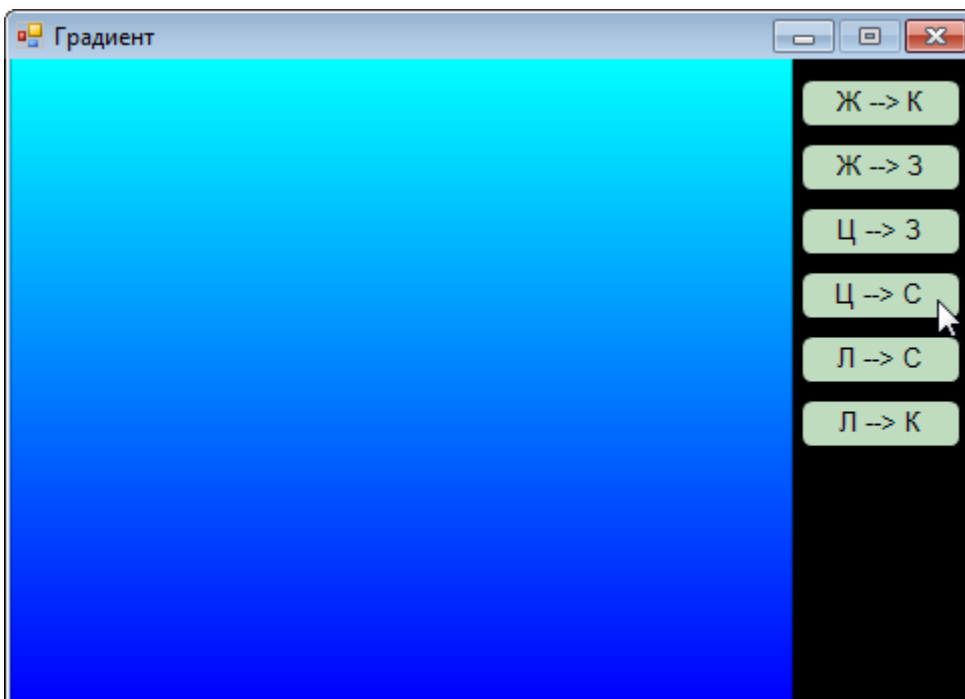 Градиент
Ж --> К
Ж --> З
Ц --> З
Ц --> С
Л --> С
Л --> К